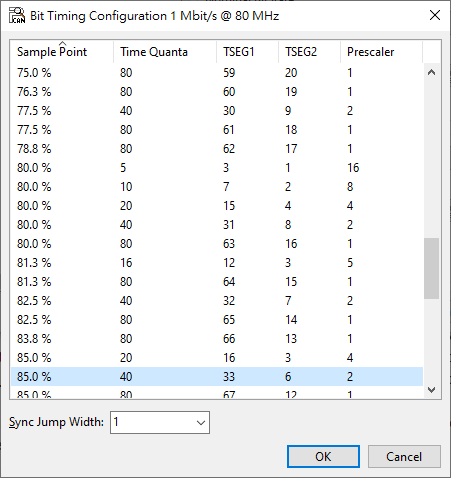 CAN
Bit Timing Configuration 1 Mbit/s @ 80 MHz
Sample Point Time Quanta TSEG1 TSEG2 Prescaler
75.0 % 80 59 20 1
76.3 % 80 60 19 1
77.5 % 40 30 9 2
77.5 % 80 61 18 1
78.8 % 80 62 17 1
80.0 % 5 3 1 16
80.0 % 10 7 2 8
80.0 % 20 15 4 4
80.0 % 40 31 8 2
80.0 % 80 63 16 1
81.3 % 16 12 3 5
81.3 % 80 64 15 1
82.5 % 40 32 7 2
82.5 % 80 65 14 1
83.8 % 80 66 13 1
85.0 % 20 16 3 4
85.0 % 40 33 6 2
85.0 % 80 67 12 1
Sync Jump Width: 1
OK Cancel